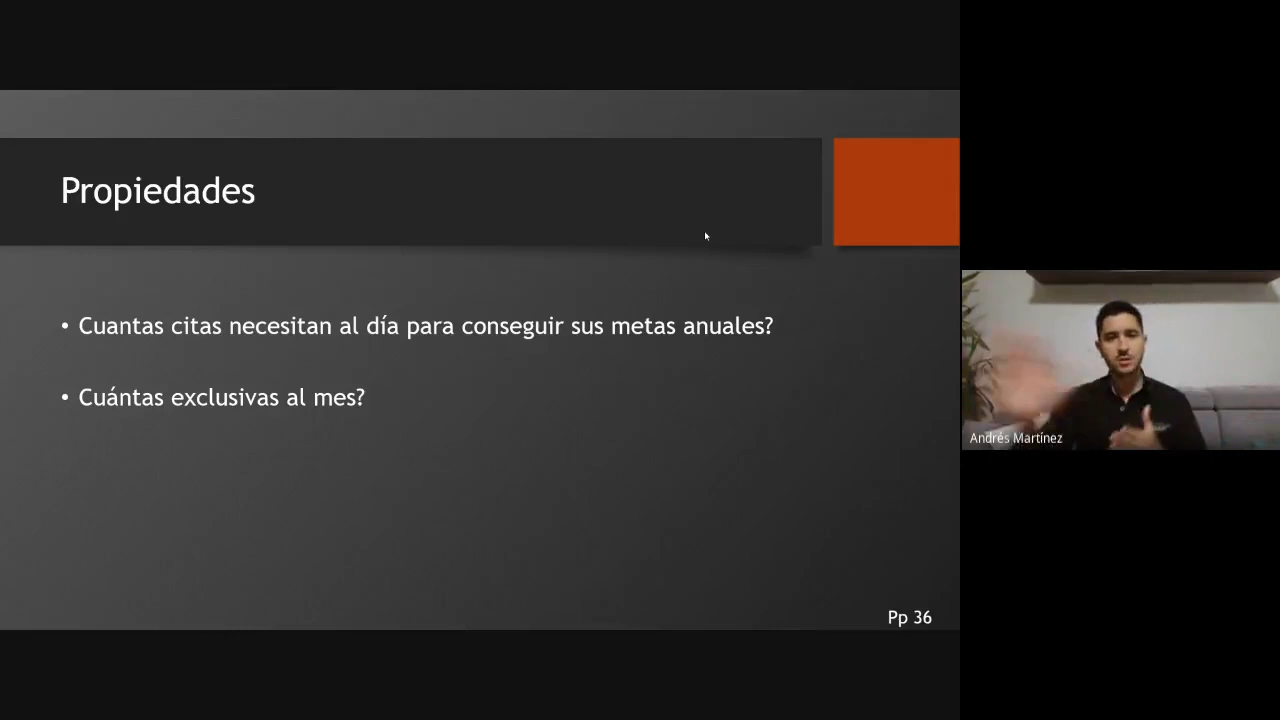 Propiedades
• Cuantas citas necesitan al día para conseguir sus metas anuales?
• Cuántas exclusivas al mes?
Pp 36
Andrés Martínez